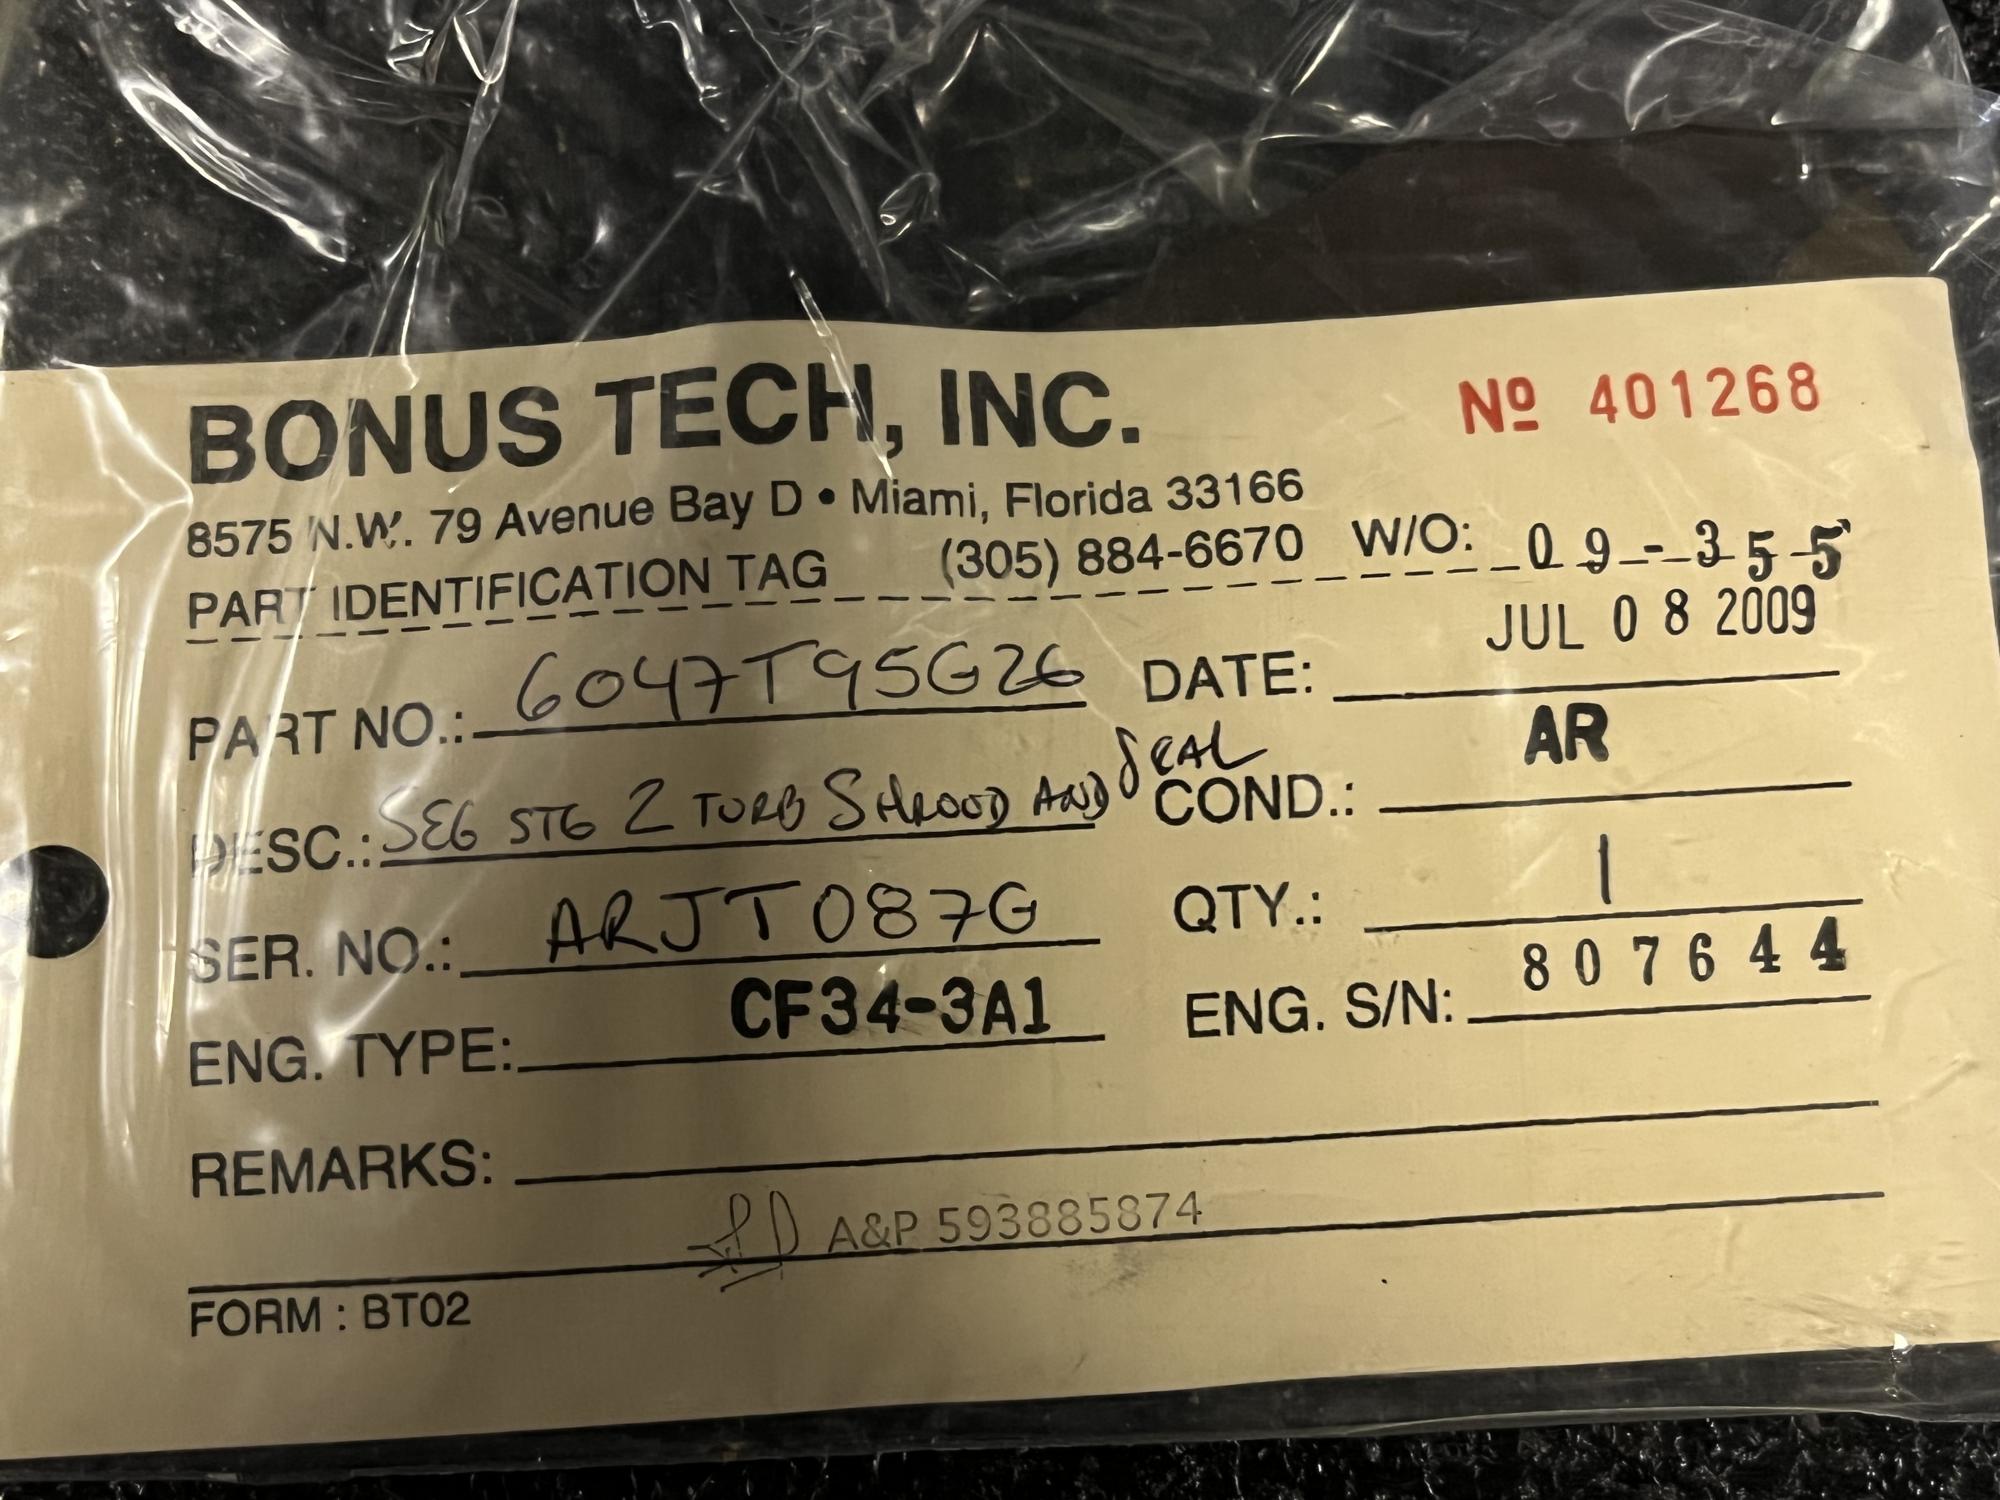 BONUS TECH, INC.
Nº 401268
8575 N.W. 79 Avenue Bay D • Miami, Florida 33166
PART IDENTIFICATION TAG (305) 884-6670 W/O: 09-355
PART NO.: 6047T95G26 DATE: JUL 08 2009
DESC.: SEG STG 2 TURB SHROOD AND SEAL COND.: AR
SER. NO.: ARJT087G QTY.: 1
ENG. TYPE: CF34-3A1 ENG. S/N: 807644
REMARKS:
A&P 593885874
FORM : BT02